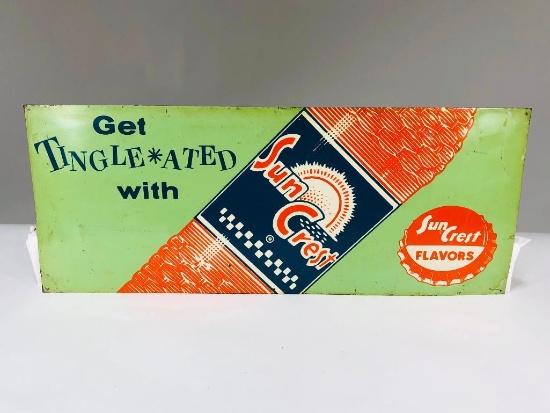 Get
TINGLE*ATED
with
Sun
Crest
®
Sun
Crest
FLAVORS